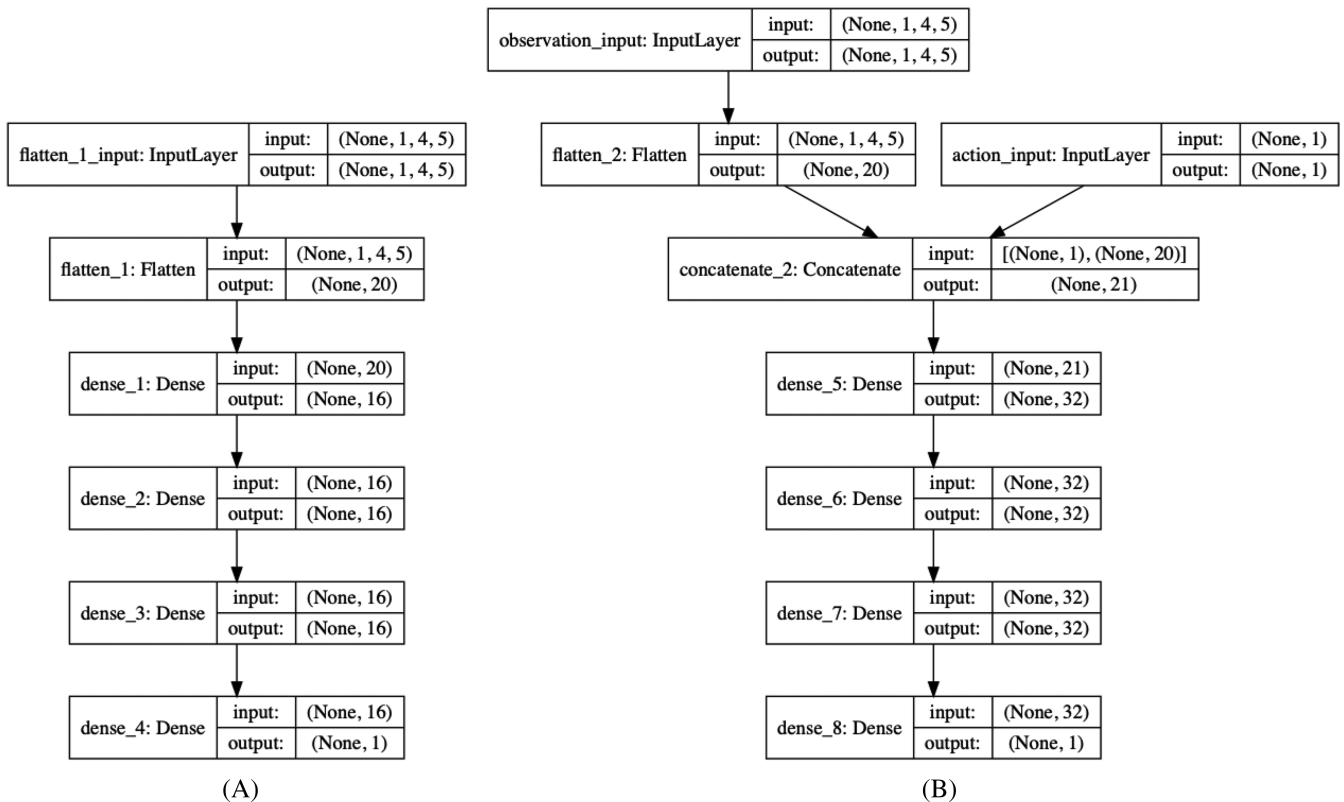 flatten_1_input: InputLayer
input: (None, 1, 4, 5)
output: (None, 1, 4, 5)
flatten_1: Flatten
input: (None, 1, 4, 5)
output: (None, 20)
dense_1: Dense
input: (None, 20)
output: (None, 16)
dense_2: Dense
input: (None, 16)
output: (None, 16)
dense_3: Dense
input: (None, 16)
output: (None, 16)
dense_4: Dense
input: (None, 16)
output: (None, 1)
(A)
observation_input: InputLayer
input: (None, 1, 4, 5)
output: (None, 1, 4, 5)
flatten_2: Flatten
input: (None, 1, 4, 5)
output: (None, 20)
action_input: InputLayer
input: (None, 1)
output: (None, 1)
concatenate_2: Concatenate
input: [(None, 1), (None, 20)]
output: (None, 21)
dense_5: Dense
input: (None, 21)
output: (None, 32)
dense_6: Dense
input: (None, 32)
output: (None, 32)
dense_7: Dense
input: (None, 32)
output: (None, 32)
dense_8: Dense
input: (None, 32)
output: (None, 1)
(B)